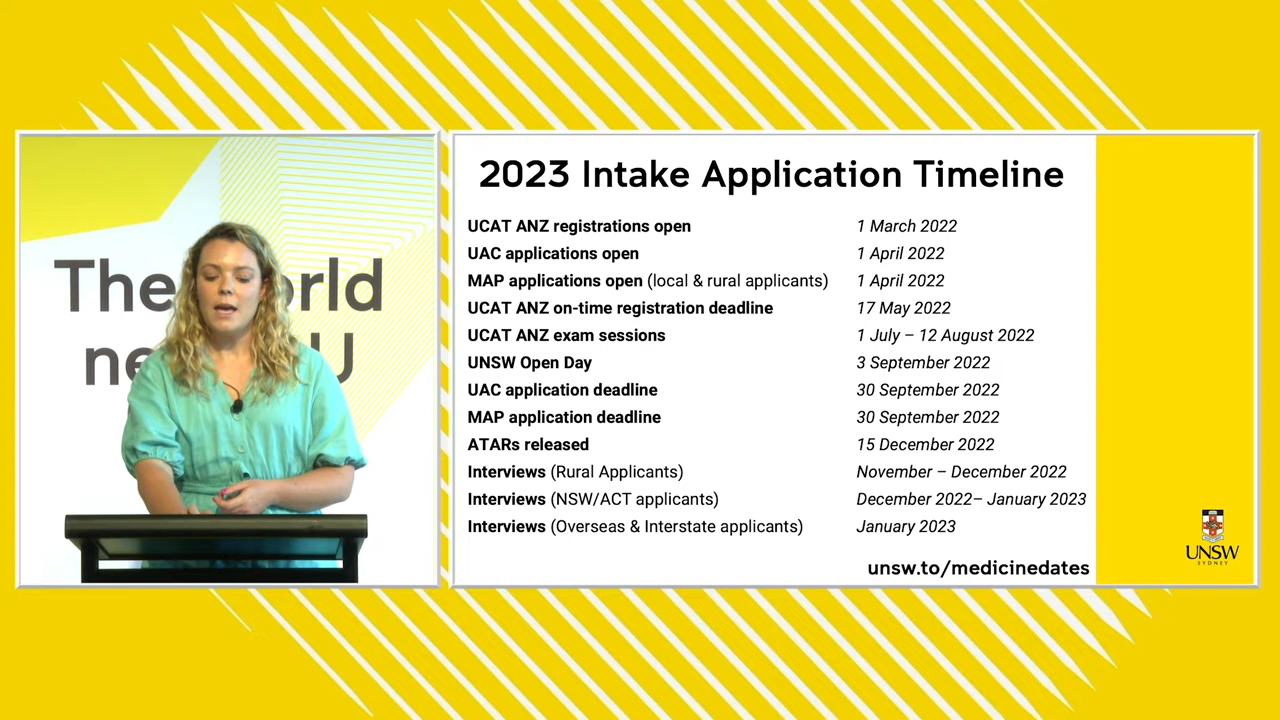 The World
ne U
2023 Intake Application Timeline
UCAT ANZ registrations open 1 March 2022
UAC applications open 1 April 2022
MAP applications open (local & rural applicants) 1 April 2022
UCAT ANZ on-time registration deadline 17 May 2022
UCAT ANZ exam sessions 1 July – 12 August 2022
UNSW Open Day 3 September 2022
UAC application deadline 30 September 2022
MAP application deadline 30 September 2022
ATARs released 15 December 2022
Interviews (Rural Applicants) November – December 2022
Interviews (NSW/ACT applicants) December 2022– January 2023
Interviews (Overseas & Interstate applicants) January 2023
unsw.to/medicinedates
UNSW
SYDNEY